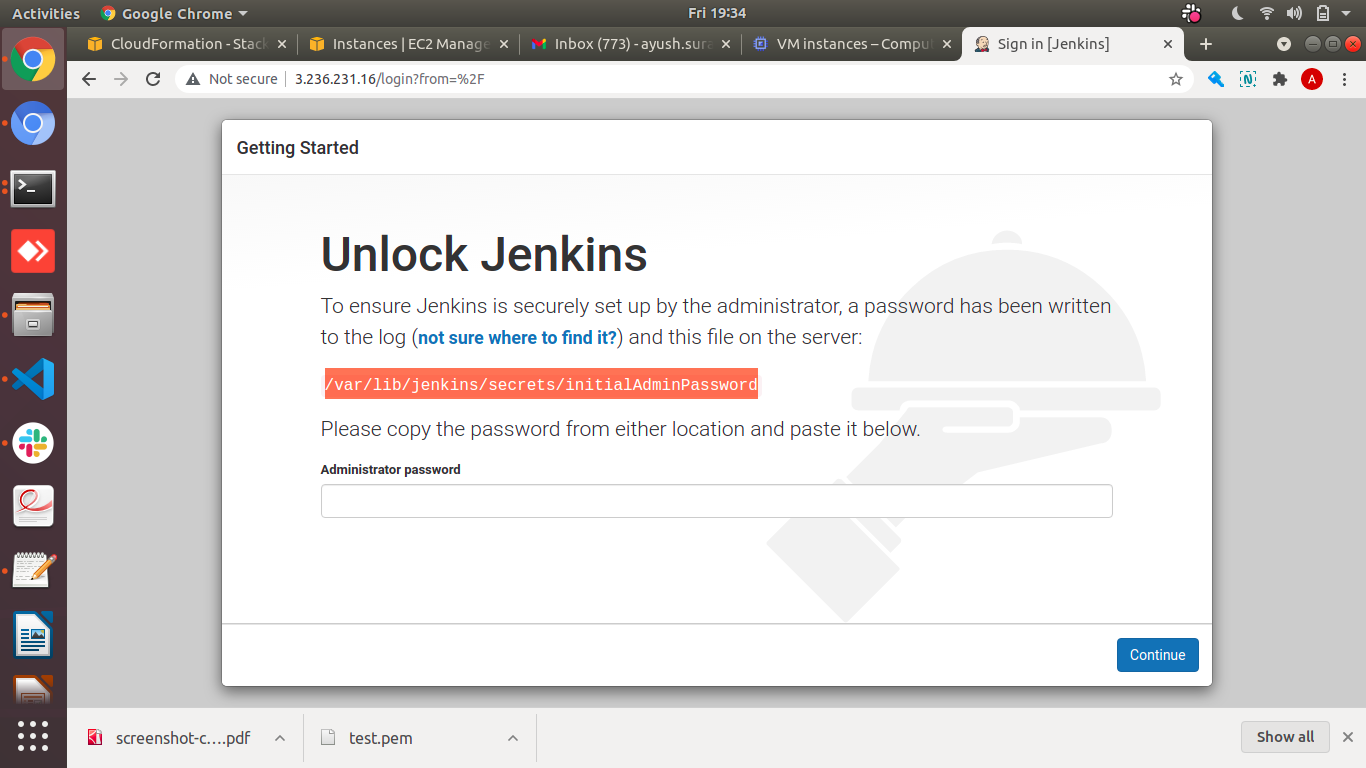 Activities
Google Chrome
Fri 19:34
CloudFormation - Stack
Instances | EC2 Manage
Inbox (773) - ayush.sura
VM instances – Comput
Sign in [Jenkins]
Not secure
3.236.231.16/login?from=%2F
N
A
Getting Started
Unlock Jenkins
To ensure Jenkins is securely set up by the administrator, a password has been written
to the log (not sure where to find it?) and this file on the server:
/var/lib/jenkins/secrets/initialAdminPassword
Please copy the password from either location and paste it below.
Administrator password
Continue
screenshot-c....pdf
test.pem
Show all